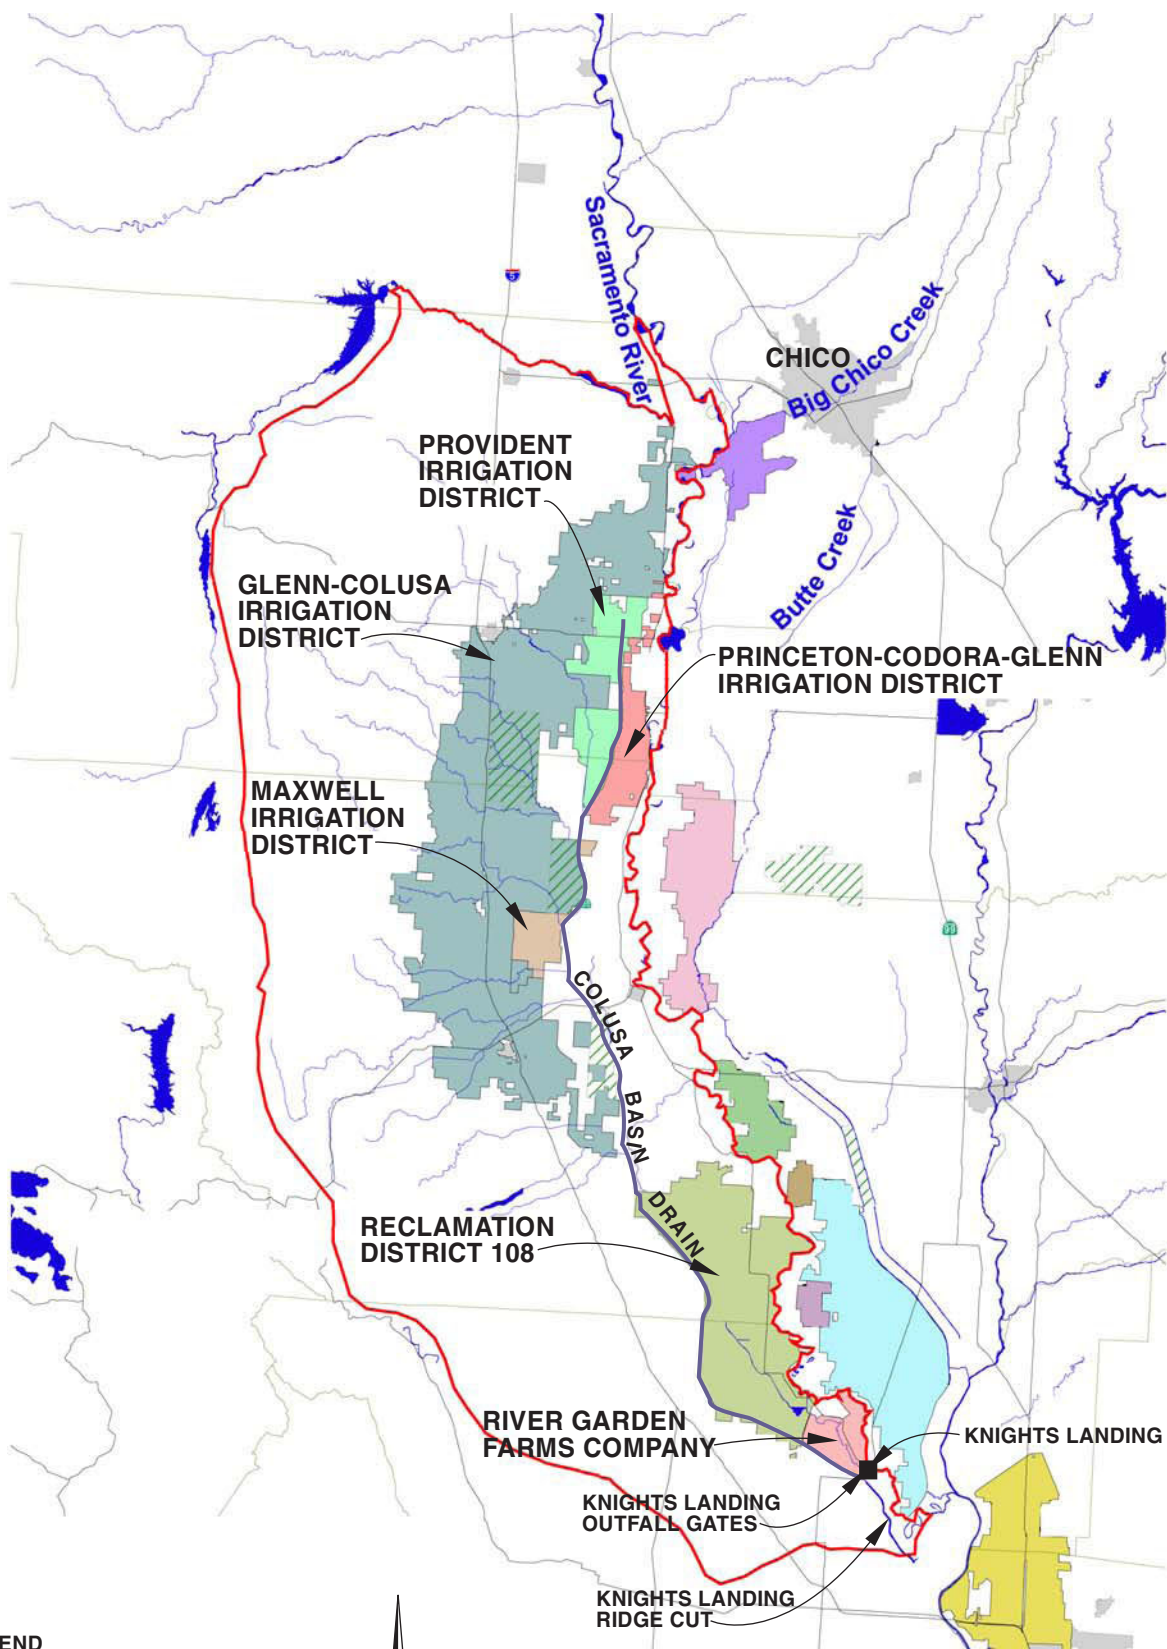 Sacramento River
5
CHICO
Big Chico Creek
PROVIDENT
IRRIGATION
DISTRICT
Butte Creek
GLENN-COLUSA
IRRIGATION
DISTRICT
PRINCETON-CODORA-GLENN
IRRIGATION DISTRICT
MAXWELL
IRRIGATION
DISTRICT
99
COLUSA BASIN DRAIN
RECLAMATION
DISTRICT 108
RIVER GARDEN
FARMS COMPANY
KNIGHTS LANDING
KNIGHTS LANDING
OUTFALL GATES
KNIGHTS LANDING
RIDGE CUT
END